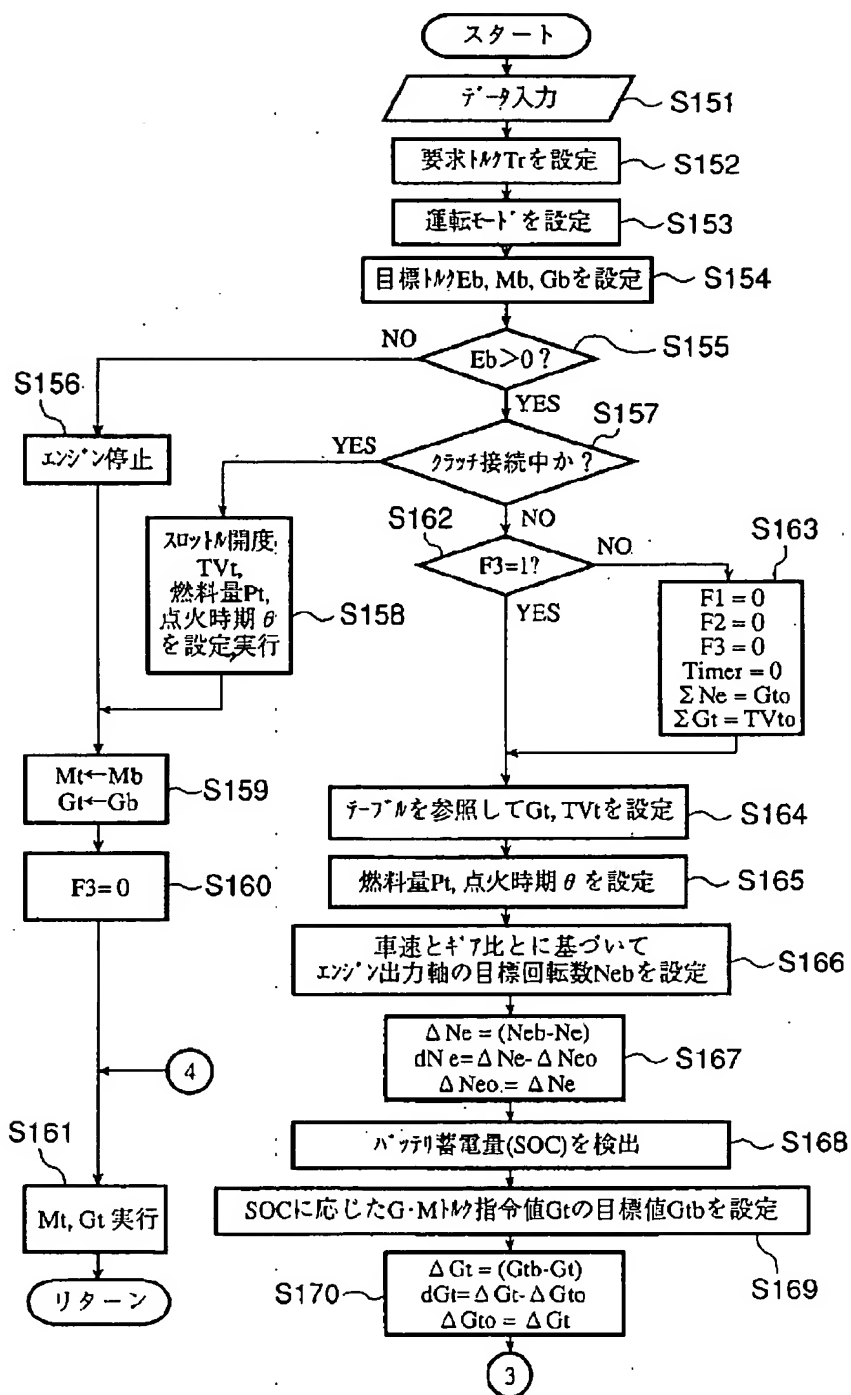 スタート
データ入力
S151
要求トルクTrを設定
S152
運転モードを設定
S153
目標トルクEb, Mb, Gbを設定
S154
Eb>0?
S155
NO
YES
S156
エンジン停止
クラッチ接続中か?
S157
YES
NO
スロットル開度
TVt,
燃料量Pt,
点火時期θ
を設定実行
S158
S162
F3=1?
NO
YES
S163
F1 = 0
F2 = 0
F3 = 0
Timer = 0
ΣNe = Gto
ΣGt = TVto
Mt←Mb
Gt←Gb
S159
F3= 0
S160
テーブルを参照してGt, TVtを設定
S164
燃料量Pt, 点火時期θを設定
S165
車速とギア比とに基づいて
エンジン出力軸の目標回転数Nebを設定
S166
ΔNe = (Neb-Ne)
dNe=ΔNe-ΔNeo
ΔNeo = ΔNe
S167
4
バッテリ蓄電量(SOC)を検出
S168
S161
Mt, Gt 実行
リターン
SOCに応じたG・Mトルク指令値Gtの目標値Gtbを設定
S169
S170
ΔGt = (Gtb-Gt)
dGt=ΔGt-ΔGto
ΔGto = ΔGt
3